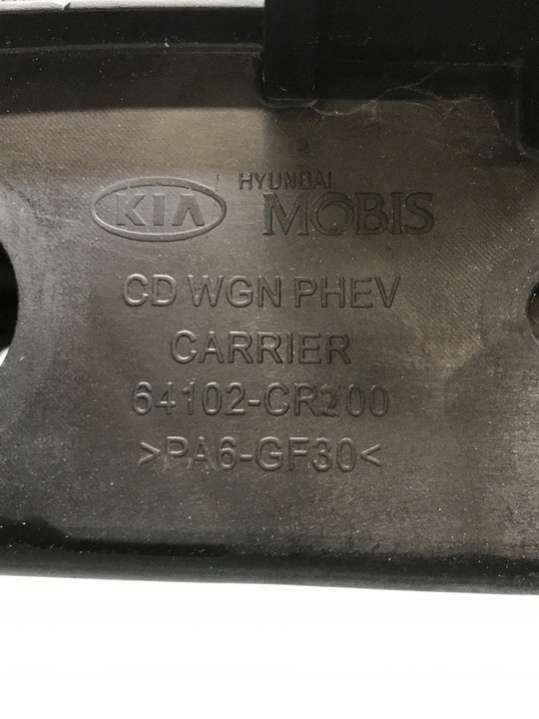 KIA HYUNDAI
MOBIS
CD WGN PHEV
CARRIER
64102-CR200
>PA6-GF30<